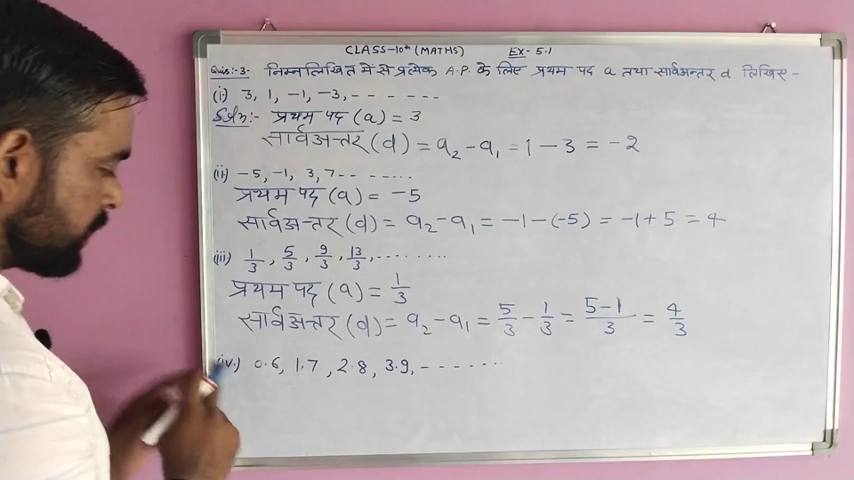 CLASS-10th (MATHS) EX- 5.1
Quis:-3- निम्नलिखित में से प्रत्येक A.P. के लिए प्रथम पद a तथा सार्वअन्तर d लिखिए -
(i) 3, 1, -1, -3, - - - - - -
Soln:- प्रथम पद (a) = 3
सार्वअन्तर (d) = a₂ - a₁ = 1 - 3 = -2
(ii) -5, -1, 3, 7- - - - - - -
प्रथम पद (a) = -5
सार्वअन्तर (d) = a₂ - a₁ = -1 - (-5) = -1 + 5 = 4
(iii) 1/3, 5/3, 9/3, 13/3, . . . . . . . .
प्रथम पद (a) = 1/3
सार्वअन्तर (d) = a₂ - a₁ = 5/3 - 1/3 = 5-1/3 = 4/3
(iv.) 0.6, 1.7, 2.8, 3.9, - - - - - - -